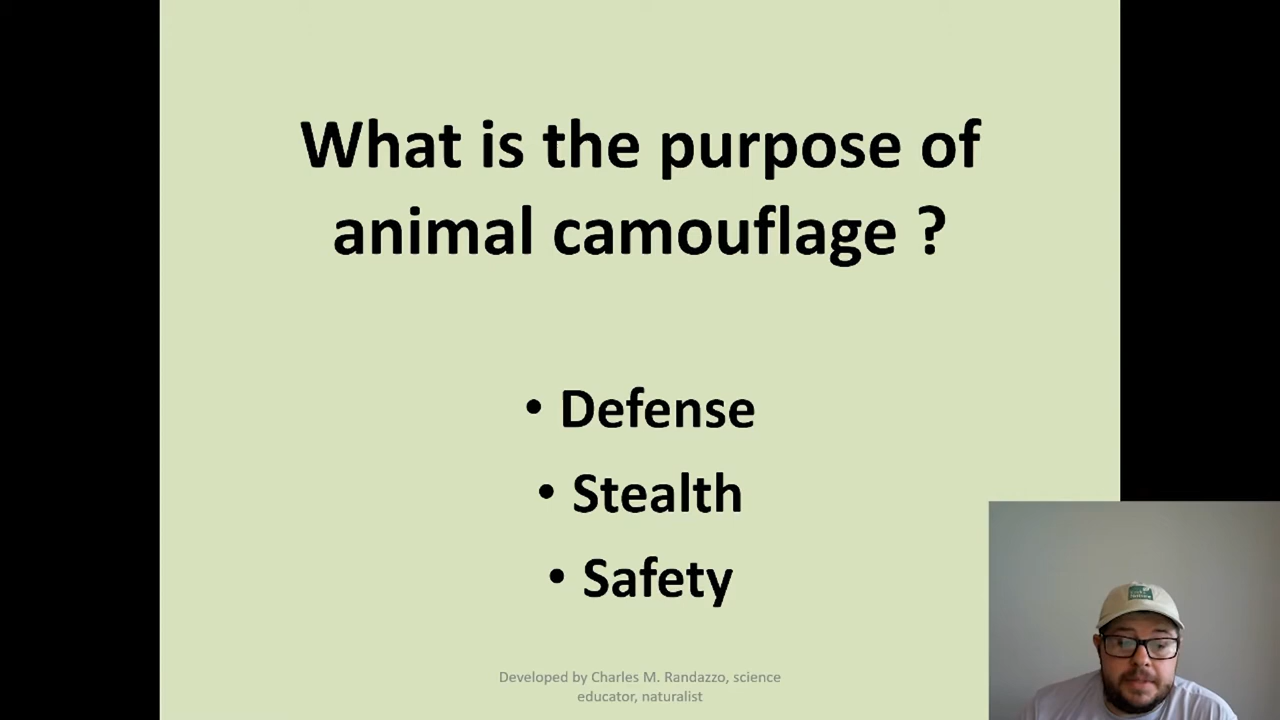 What is the purpose of
animal camouflage ?
• Defense
• Stealth
• Safety
Developed by Charles M. Randazzo, science
educator, naturalist